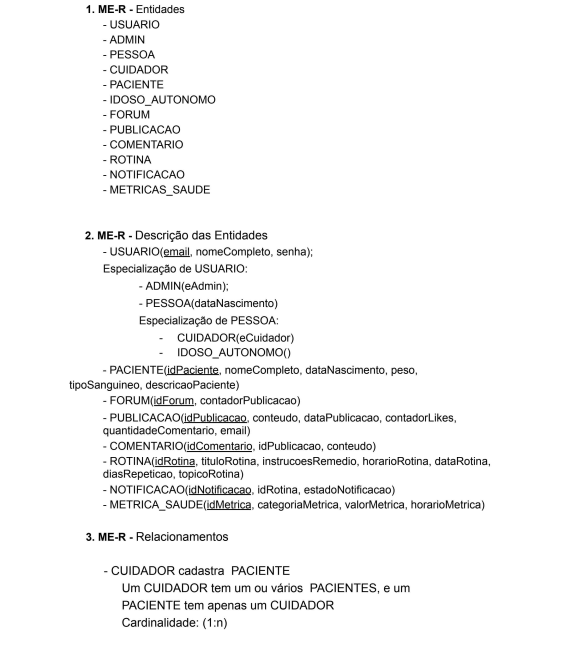 1. ME-R - Entidades
- USUARIO
- ADMIN
- PESSOA
- CUIDADOR
- PACIENTE
- IDOSO_AUTONOMO
- FORUM
- PUBLICACAO
- COMENTARIO
- ROTINA
- NOTIFICACAO
- METRICAS_SAUDE
2. ME-R - Descrição das Entidades
- USUARIO(email, nomeCompleto, senha);
Especialização de USUARIO:
- ADMIN(eAdmin);
- PESSOA(dataNascimento)
Especialização de PESSOA:
- CUIDADOR(eCuidador)
- IDOSO_AUTONOMO()
- PACIENTE(idPaciente, nomeCompleto, dataNascimento, peso,
tipoSanguineo, descricaoPaciente)
- FORUM(idForum, contadorPublicacao)
- PUBLICACAO(idPublicacao, conteudo, dataPublicacao, contadorLikes,
quantidadeComentario, email)
- COMENTARIO(idComentario, idPublicacao, conteudo)
- ROTINA(idRotina, tituloRotina, instrucoesRemedio, horarioRotina, dataRotina,
diasRepeticao, topicoRotina)
- NOTIFICACAO(idNotificacao, idRotina, estadoNotificacao)
- METRICA_SAUDE(idMetrica, categoriaMetrica, valorMetrica, horarioMetrica)
3. ME-R - Relacionamentos
- CUIDADOR cadastra PACIENTE
Um CUIDADOR tem um ou vários PACIENTES, e um
PACIENTE tem apenas um CUIDADOR
Cardinalidade: (1:n)